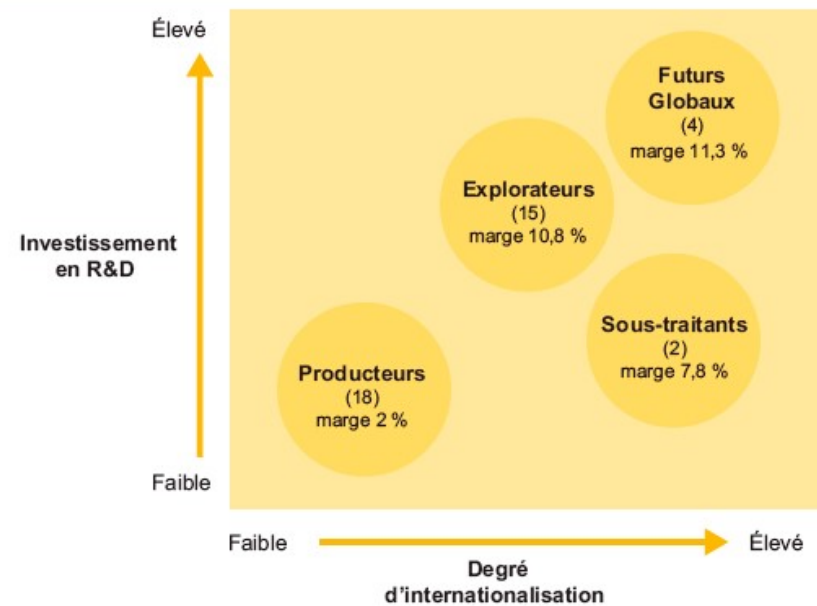 Élevé
Futurs
Globaux
(4)
marge 11,3 %
Explorateurs
(15)
marge 10,8 %
Investissement
en R&D
Sous-traitants
(2)
marge 7,8 %
Producteurs
(18)
marge 2 %
Faible
Faible
Élevé
Degré
d’internationalisation